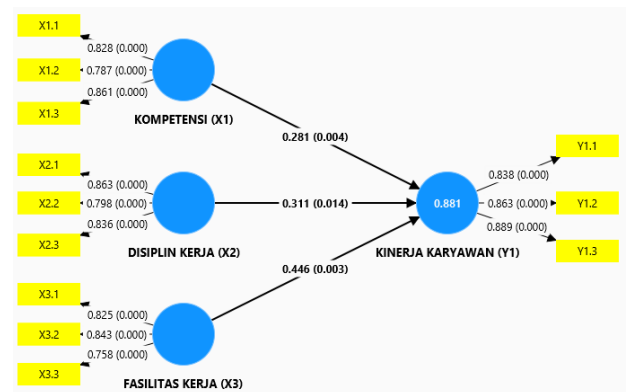 X1.1
0.828 (0.000)
X1.2
0.787 (0.000)
0.861 (0.000)
X1.3
KOMPETENSI (X1)
0.281 (0.004)
X2.1
0.863 (0.000)
X2.2
0.798 (0.000)
0.836 (0.000)
X2.3
DISIPLIN KERJA (X2)
0.311 (0.014)
0.881
KINERJA KARYAWAN (Y1)
Y1.1
0.838 (0.000)
0.863 (0.000)
Y1.2
0.889 (0.000)
Y1.3
0.446 (0.003)
X3.1
0.825 (0.000)
X3.2
0.843 (0.000)
0.758 (0.000)
X3.3
FASILITAS KERJA (X3)